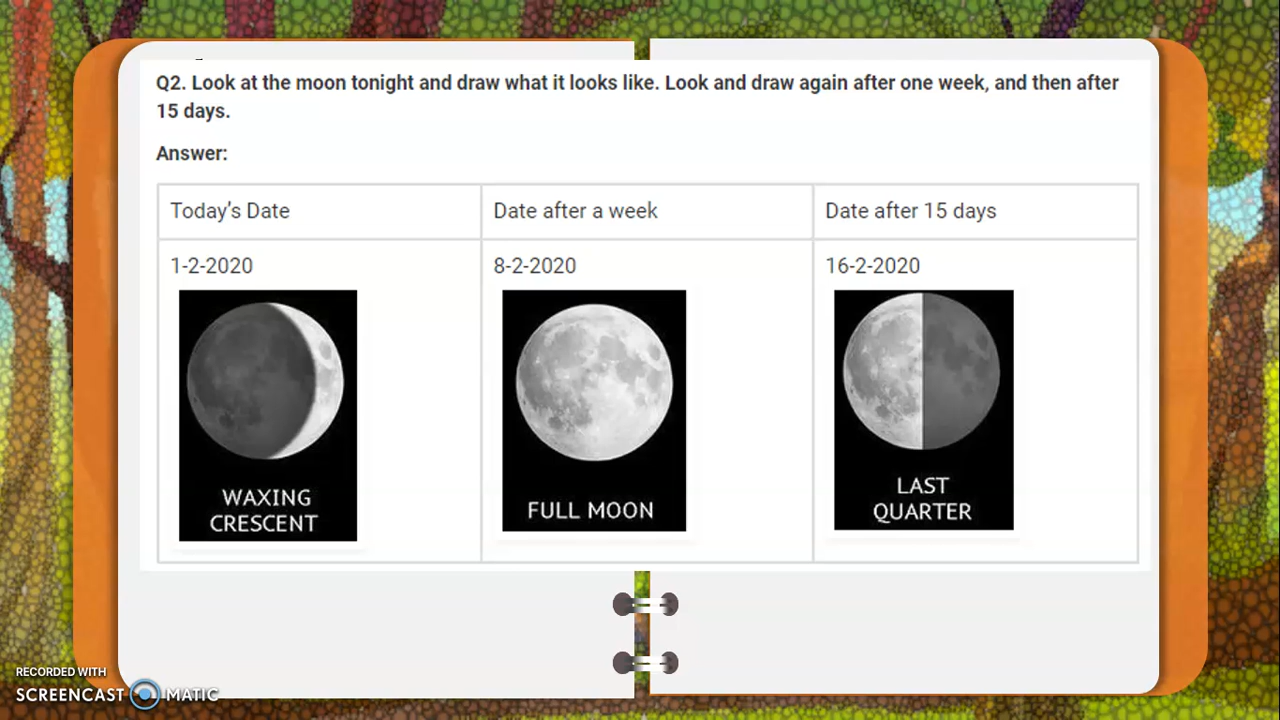 Q2. Look at the moon tonight and draw what it looks like. Look and draw again after one week, and then after
15 days.
Answer:
Today's Date
Date after a week
Date after 15 days
1-2-2020
8-2-2020
16-2-2020
WAXING
CRESCENT
FULL MOON
LAST
QUARTER
RECORDED WITH
SCREENCAST MATIC